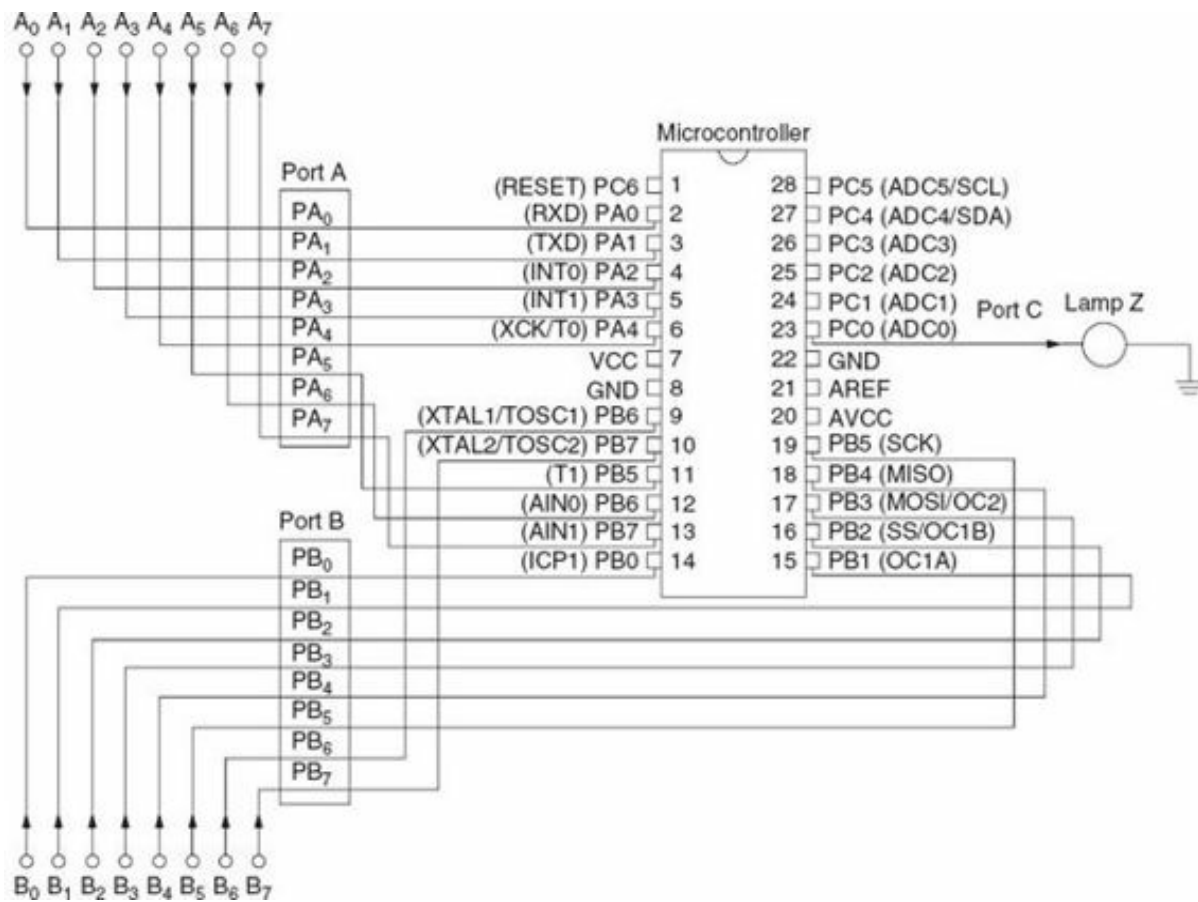 A₀ A₁ A₂ A₃ A₄ A₅ A₆ A₇
Microcontroller
Port A
PA₀
PA₁
PA₂
PA₃
PA₄
PA₅
PA₆
PA₇
(RESET) PC6 1
(RXD) PA0 2
(TXD) PA1 3
(INT0) PA2 4
(INT1) PA3 5
(XCK/T0) PA4 6
VCC 7
GND 8
(XTAL1/TOSC1) PB6 9
(XTAL2/TOSC2) PB7 10
(T1) PB5 11
(AIN0) PB6 12
(AIN1) PB7 13
(ICP1) PB0 14
28 PC5 (ADC5/SCL)
27 PC4 (ADC4/SDA)
26 PC3 (ADC3)
25 PC2 (ADC2)
24 PC1 (ADC1)
23 PC0 (ADC0)
22 GND
21 AREF
20 AVCC
19 PB5 (SCK)
18 PB4 (MISO)
17 PB3 (MOSI/OC2)
16 PB2 (SS/OC1B)
15 PB1 (OC1A)
Port C
Lamp Z
Port B
PB₀
PB₁
PB₂
PB₃
PB₄
PB₅
PB₆
PB₇
B₀ B₁ B₂ B₃ B₄ B₅ B₆ B₇